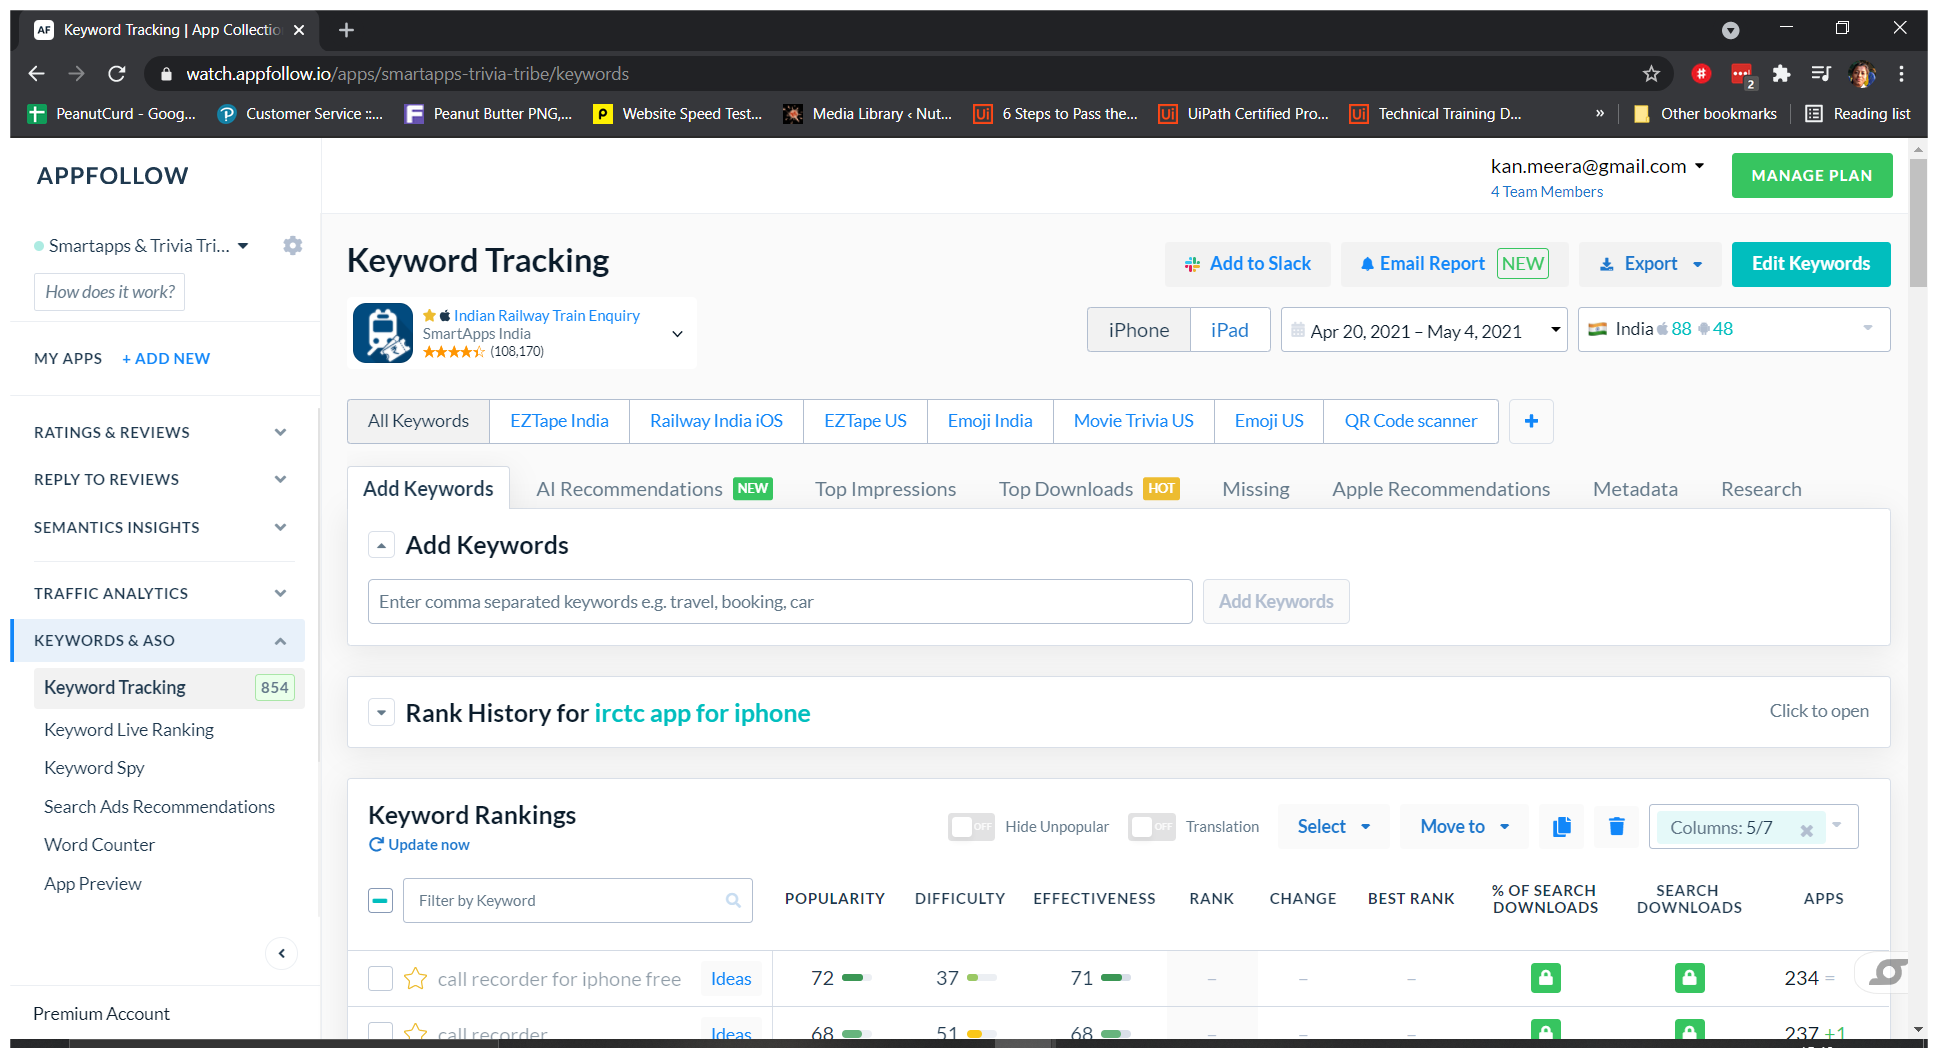 AF Keyword Tracking | App Collectio
watch.appfollow.io/apps/smartapps-trivia-tribe/keywords
2
PeanutCurd - Goog...
Customer Service ::...
Peanut Butter PNG,...
Website Speed Test...
Media Library ‹ Nut...
6 Steps to Pass the...
UiPath Certified Pro...
Technical Training D...
»
Other bookmarks
Reading list
APPFOLLOW
kan.meera@gmail.com
4 Team Members
MANAGE PLAN
Smartapps & Trivia Tri...
How does it work?
MY APPS + ADD NEW
RATINGS & REVIEWS
REPLY TO REVIEWS
SEMANTICS INSIGHTS
TRAFFIC ANALYTICS
KEYWORDS & ASO
Keyword Tracking 854
Keyword Live Ranking
Keyword Spy
Search Ads Recommendations
Word Counter
App Preview
Premium Account
Keyword Tracking
Add to Slack
Email Report NEW
Export
Edit Keywords
Indian Railway Train Enquiry
SmartApps India
(108,170)
iPhone iPad
Apr 20, 2021 – May 4, 2021
India 88 48
All Keywords EZTape India Railway India iOS EZTape US Emoji India Movie Trivia US Emoji US QR Code scanner +
Add Keywords AI Recommendations NEW Top Impressions Top Downloads HOT Missing Apple Recommendations Metadata Research
Add Keywords
Enter comma separated keywords e.g. travel, booking, car
Add Keywords
Rank History for irctc app for iphone
Click to open
Keyword Rankings
Update now
OFF Hide Unpopular
OFF Translation
Select
Move to
Columns: 5/7
Filter by Keyword
POPULARITY DIFFICULTY EFFECTIVENESS RANK CHANGE BEST RANK % OF SEARCH DOWNLOADS SEARCH DOWNLOADS APPS
call recorder for iphone free Ideas 72 37 71 – – – 234 =
call recorder Ideas 68 51 68 – – – 237 +1